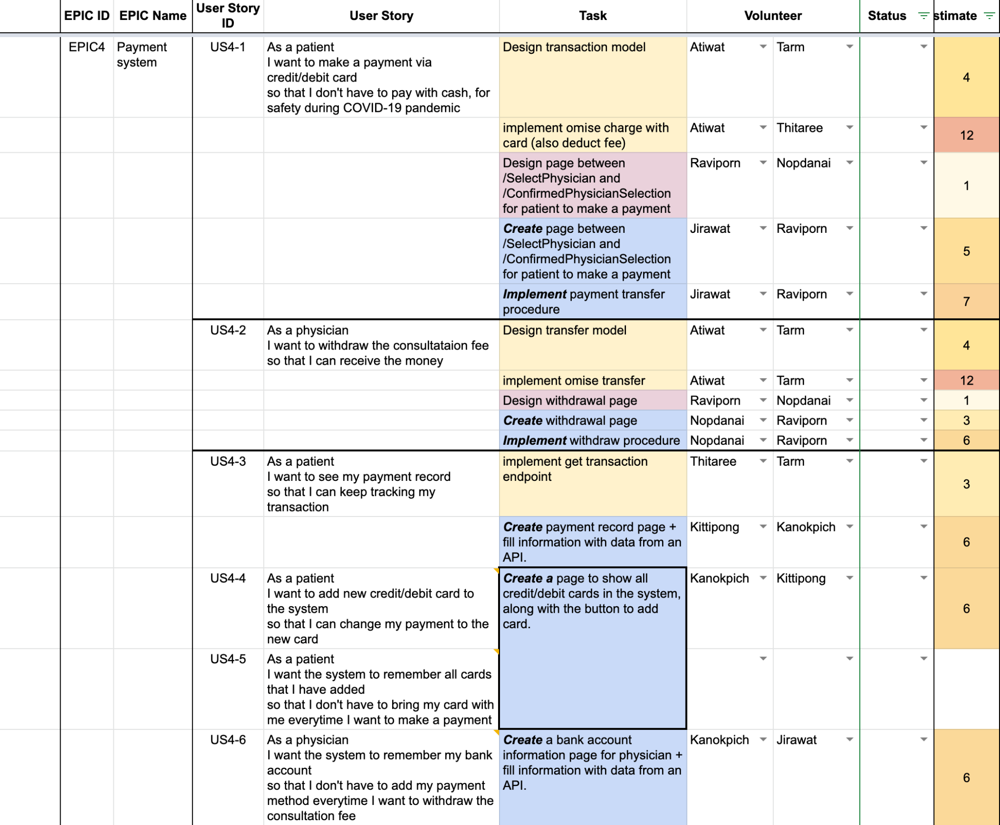 EPIC ID EPIC Name User Story ID User Story Task Volunteer Status stimate
EPIC4
Payment
system
US4-1
As a patient
I want to make a payment via
credit/debit card
so that I don't have to pay with cash, for
safety during COVID-19 pandemic
Design transaction model
Atiwat
Tarm
4
implement omise charge with
card (also deduct fee)
Atiwat
Thitaree
12
Design page between
/SelectPhysician and
/ConfirmedPhysicianSelection
for patient to make a payment
Raviporn
Nopdanai
1
Create page between
/SelectPhysician and
/ConfirmedPhysicianSelection
for patient to make a payment
Jirawat
Raviporn
5
Implement payment transfer
procedure
Jirawat
Raviporn
7
US4-2
As a physician
I want to withdraw the consultataion fee
so that I can receive the money
Design transfer model
Atiwat
Tarm
4
implement omise transfer
Atiwat
Tarm
12
Design withdrawal page
Raviporn
Nopdanai
1
Create withdrawal page
Nopdanai
Raviporn
3
Implement withdraw procedure
Nopdanai
Raviporn
6
US4-3
As a patient
I want to see my payment record
so that I can keep tracking my
transaction
implement get transaction
endpoint
Thitaree
Tarm
3
Create payment record page +
fill information with data from an
API.
Kittipong
Kanokpich
6
US4-4
As a patient
I want to add new credit/debit card to
the system
so that I can change my payment to the
new card
Create a page to show all
credit/debit cards in the system,
along with the button to add
card.
Kanokpich
Kittipong
6
US4-5
As a patient
I want the system to remember all cards
that I have added
so that I don't have to bring my card with
me everytime I want to make a payment
US4-6
As a physician
I want the system to remember my bank
account
so that I don't have to add my payment
method everytime I want to withdraw the
consultation fee
Create a bank account
information page for physician +
fill information with data from an
API.
Kanokpich
Jirawat
6